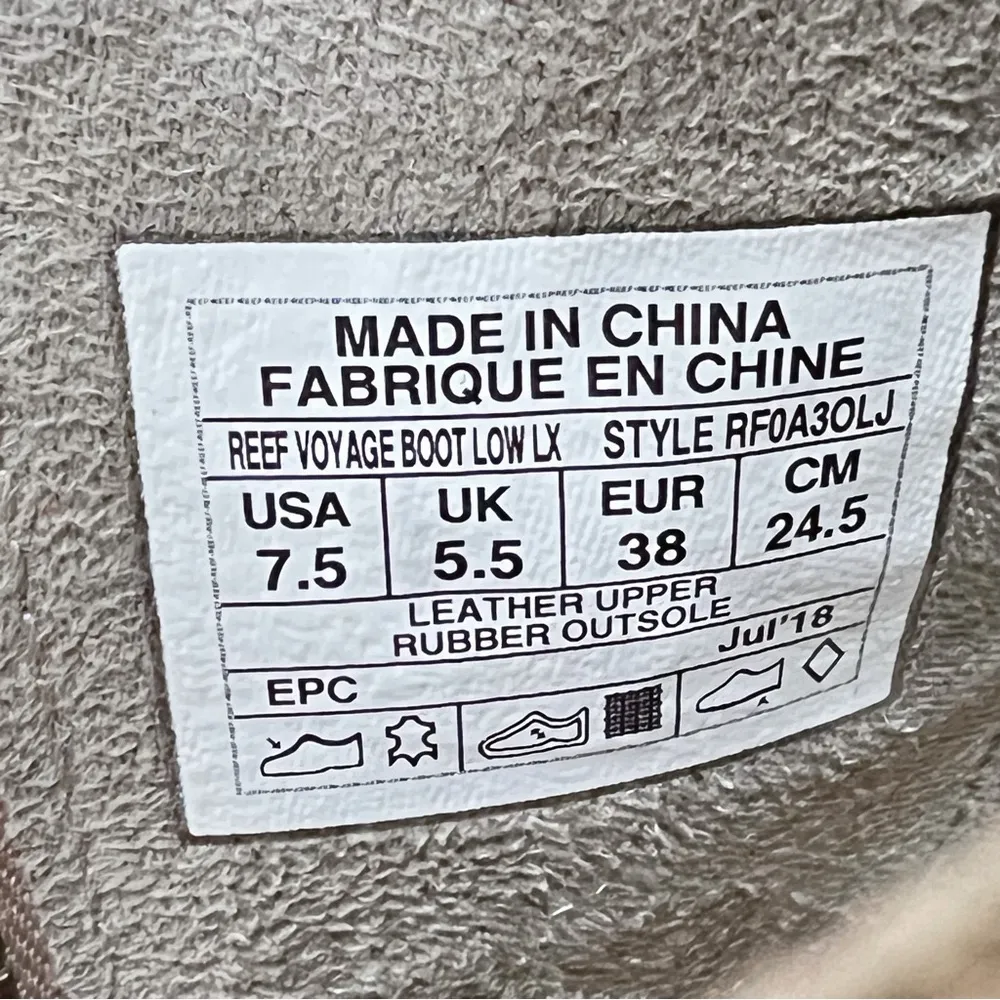 MADE IN CHINA
FABRIQUE EN CHINE
REEF VOYAGE BOOT LOW LX STYLE RF0A3OLJ
USA UK EUR CM
7.5 5.5 38 24.5
LEATHER UPPER
RUBBER OUTSOLE
Jul'18
EPC